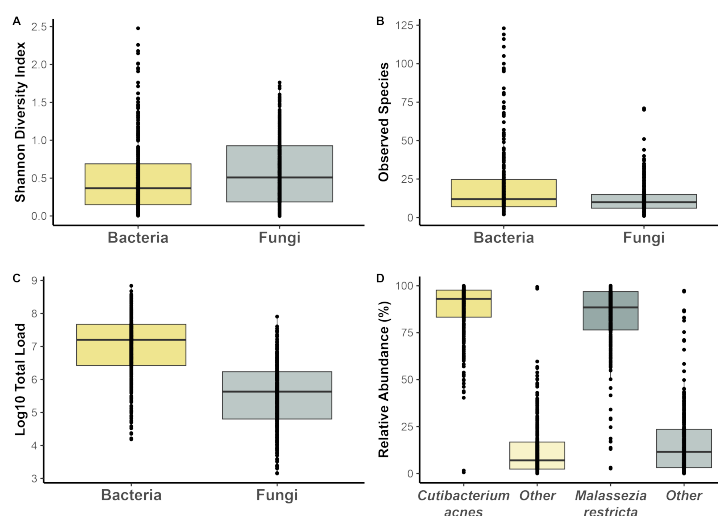 A
Shannon Diversity Index
2.5
2.0
1.5
1.0
0.5
0.0
Bacteria Fungi
B
Observed Species
125
100
75
50
25
0
Bacteria Fungi
C
Log10 Total Load
9
8
7
6
5
4
3
Bacteria Fungi
D
Relative Abundance (%)
100
75
50
25
0
Cutibacterium Other Malassezia Other
acnes restricta